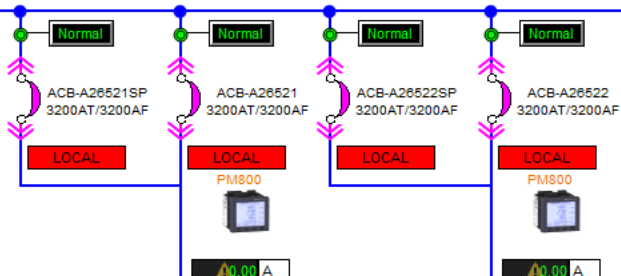 Normal
Normal
Normal
Normal
ACB-A26521SP
3200AT/3200AF
ACB-A26521
3200AT/3200AF
ACB-A26522SP
3200AT/3200AF
ACB-A26522
3200AT/3200AF
LOCAL
LOCAL
LOCAL
LOCAL
PM800
PM800
0.00 A
0.00 A